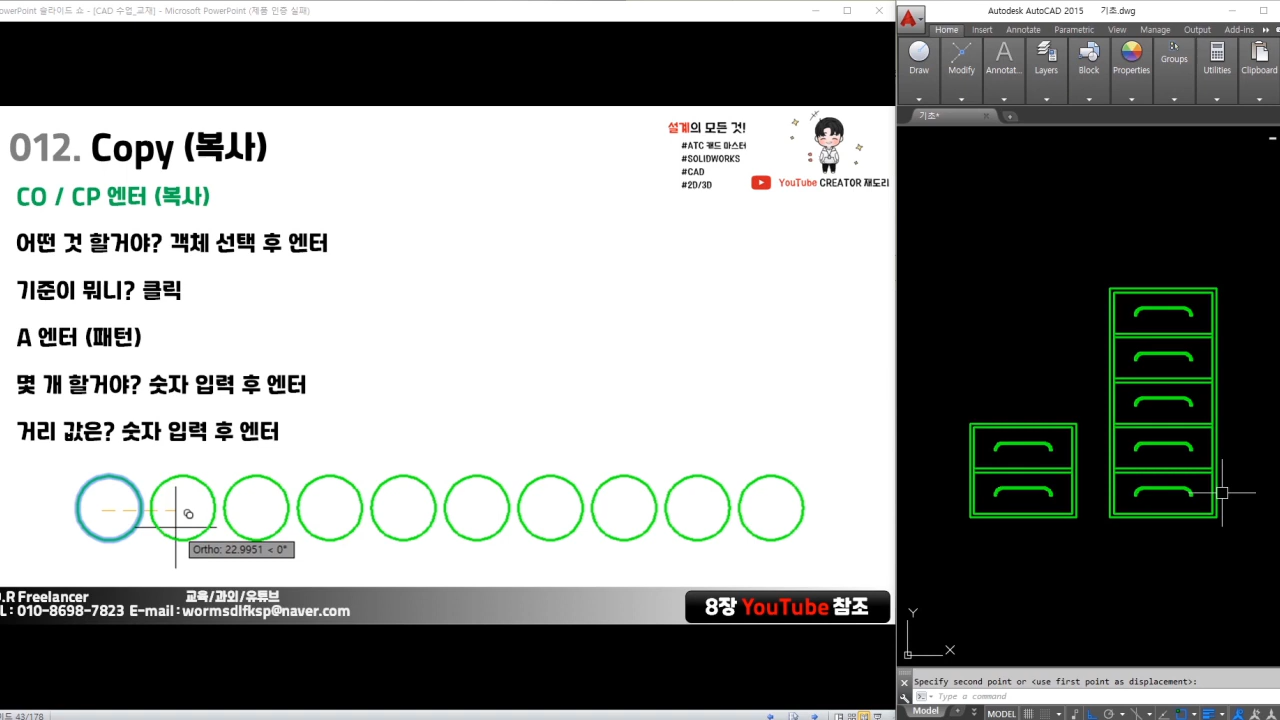 owerPoint 슬라이드 쇼 - [CAD 수업_교재] - Microsoft PowerPoint (제품 인증 실패)
012. Copy (복사)
CO / CP 엔터 (복사)
어떤 것 할거야? 객체 선택 후 엔터
기준이 뭐니? 클릭
A 엔터 (패턴)
몇 개 할거야? 숫자 입력 후 엔터
거리 값은? 숫자 입력 후 엔터
설계의 모든 것!
#ATC 캐드 마스터
#SOLIDWORKS
#CAD
#2D/3D
YouTube CREATOR 재도리
Ortho: 22.9951 < 0°
.R Freelancer
교육/과외/유튜브
L : 010-8698-7823 E-mail : wormsdlfksp@naver.com
8장 YouTube 참조
43/178
Autodesk AutoCAD 2015 기초.dwg
Home Insert Annotate Parametric View Manage Output Add-ins
Draw Modify Annotat... Layers Block Properties Groups Utilities Clipboard
기초*
Y
X
Specify second point or <use first point as displacement>:
Type a command
Model
MODEL